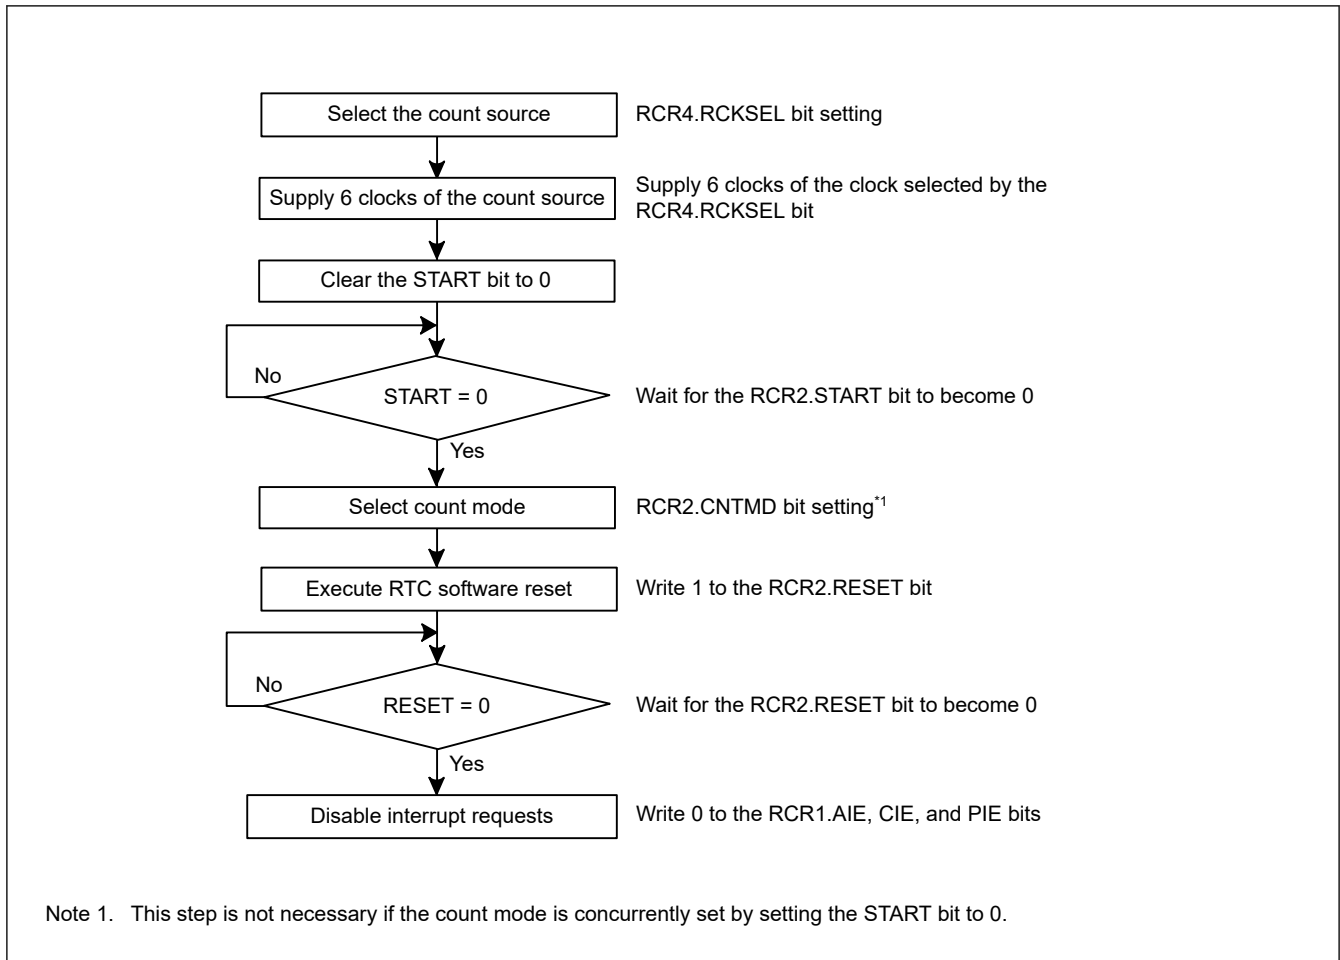 Select the count source
RCR4.RCKSEL bit setting
Supply 6 clocks of the count source
Supply 6 clocks of the clock selected by the
RCR4.RCKSEL bit
Clear the START bit to 0
No
START = 0
Wait for the RCR2.START bit to become 0
Yes
Select count mode
RCR2.CNTMD bit setting*1
Execute RTC software reset
Write 1 to the RCR2.RESET bit
No
RESET = 0
Wait for the RCR2.RESET bit to become 0
Yes
Disable interrupt requests
Write 0 to the RCR1.AIE, CIE, and PIE bits
Note 1. This step is not necessary if the count mode is concurrently set by setting the START bit to 0.